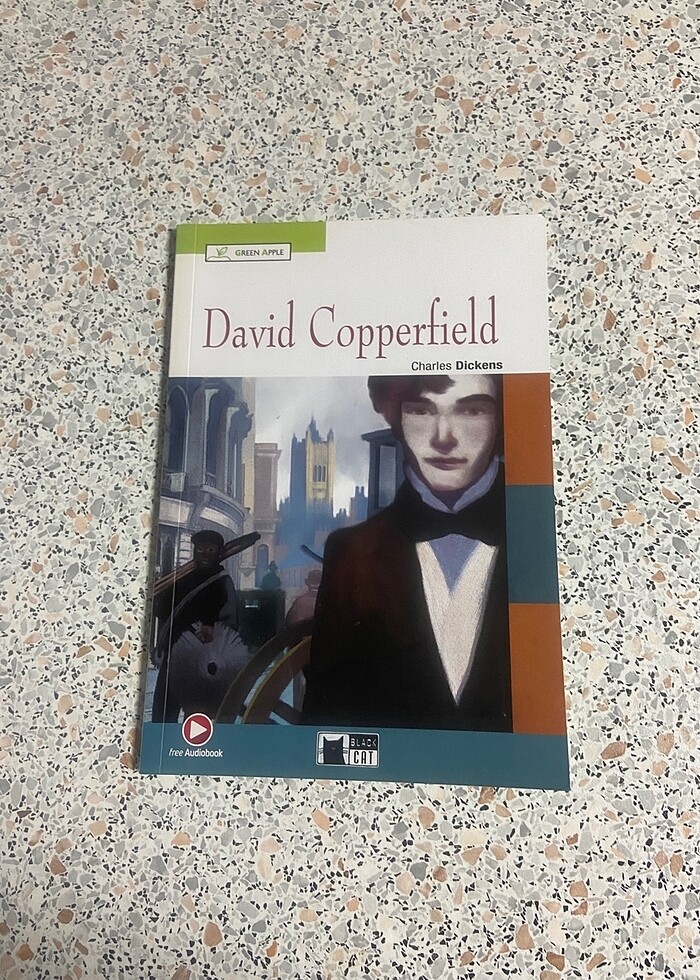 GREEN APPLE
David Copperfield
Charles Dickens
free Audiobook
BLACK
CAT